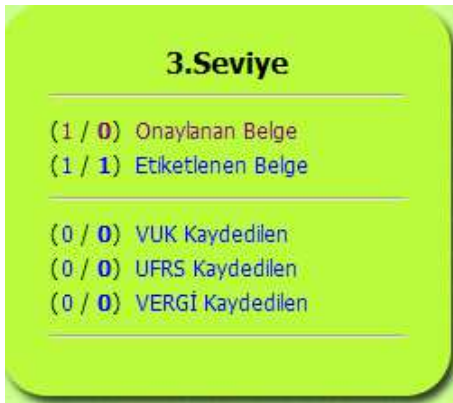 3.Seviye
(1 / 0) Onaylanan Belge
(1 / 1) Etiketlenen Belge
(0 / 0) VUK Kaydedilen
(0 / 0) UFRS Kaydedilen
(0 / 0) VERGİ Kaydedilen